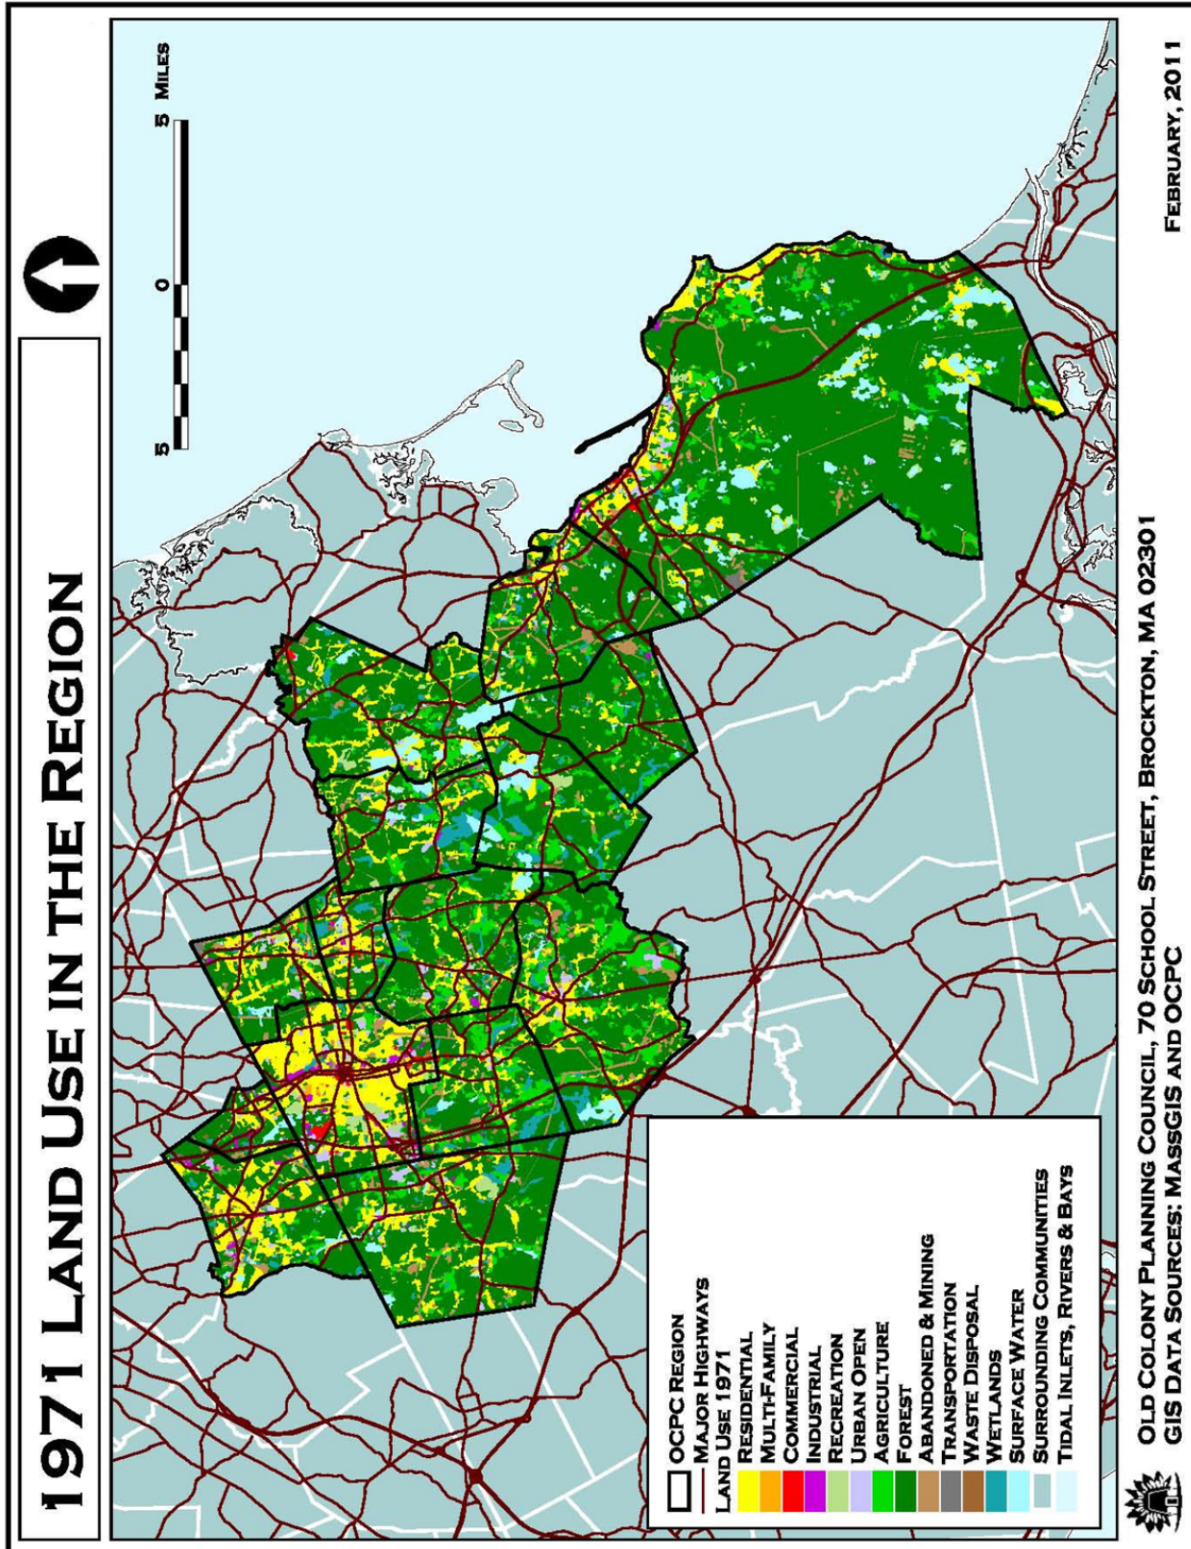 1971 LAND USE IN THE REGION
5 0 5 MILES
OCPC REGION
MAJOR HIGHWAYS
LAND USE 1971
RESIDENTIAL
MULTI-FAMILY
COMMERCIAL
INDUSTRIAL
RECREATION
URBAN OPEN
AGRICULTURE
FOREST
ABANDONED & MINING
TRANSPORTATION
WASTE DISPOSAL
WETLANDS
SURFACE WATER
SURROUNDING COMMUNITIES
TIDAL INLETS, RIVERS & BAYS
OLD COLONY PLANNING COUNCIL, 70 SCHOOL STREET, BROCKTON, MA 02301
GIS DATA SOURCES: MASSGIS AND OCPC
FEBRUARY, 2011